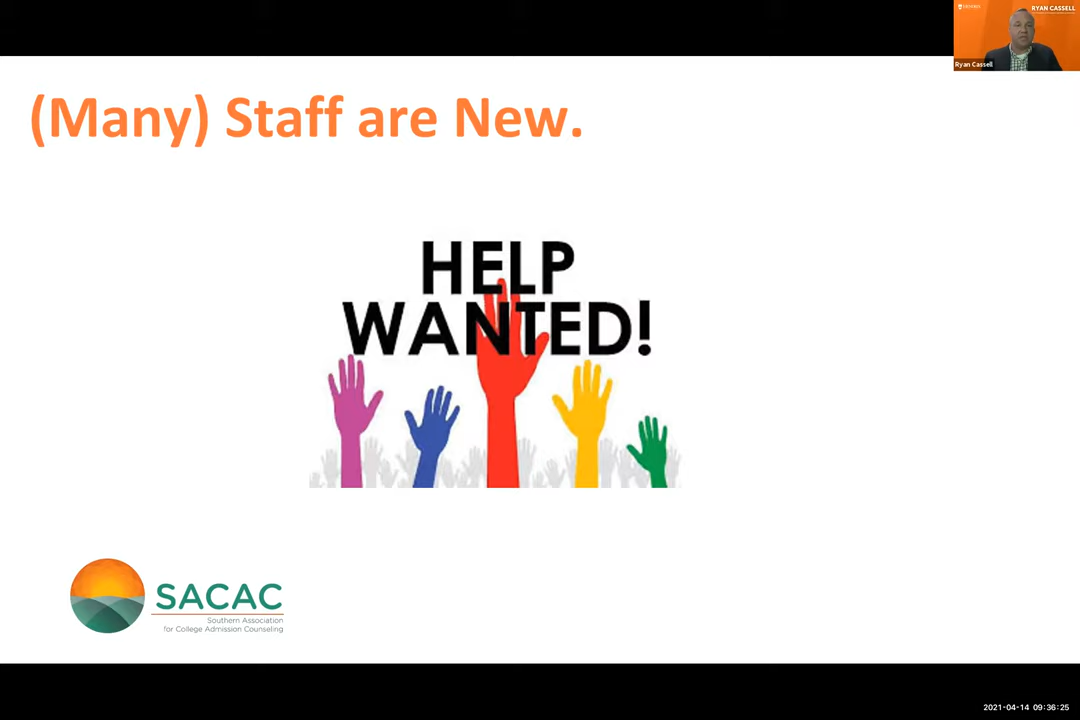 RYAN CASSELL
Ryan Cassell
(Many) Staff are New.
HELP
WANTED!
SACAC
Southern Association
for College Admission Counseling
2021-04-14 09:36:25